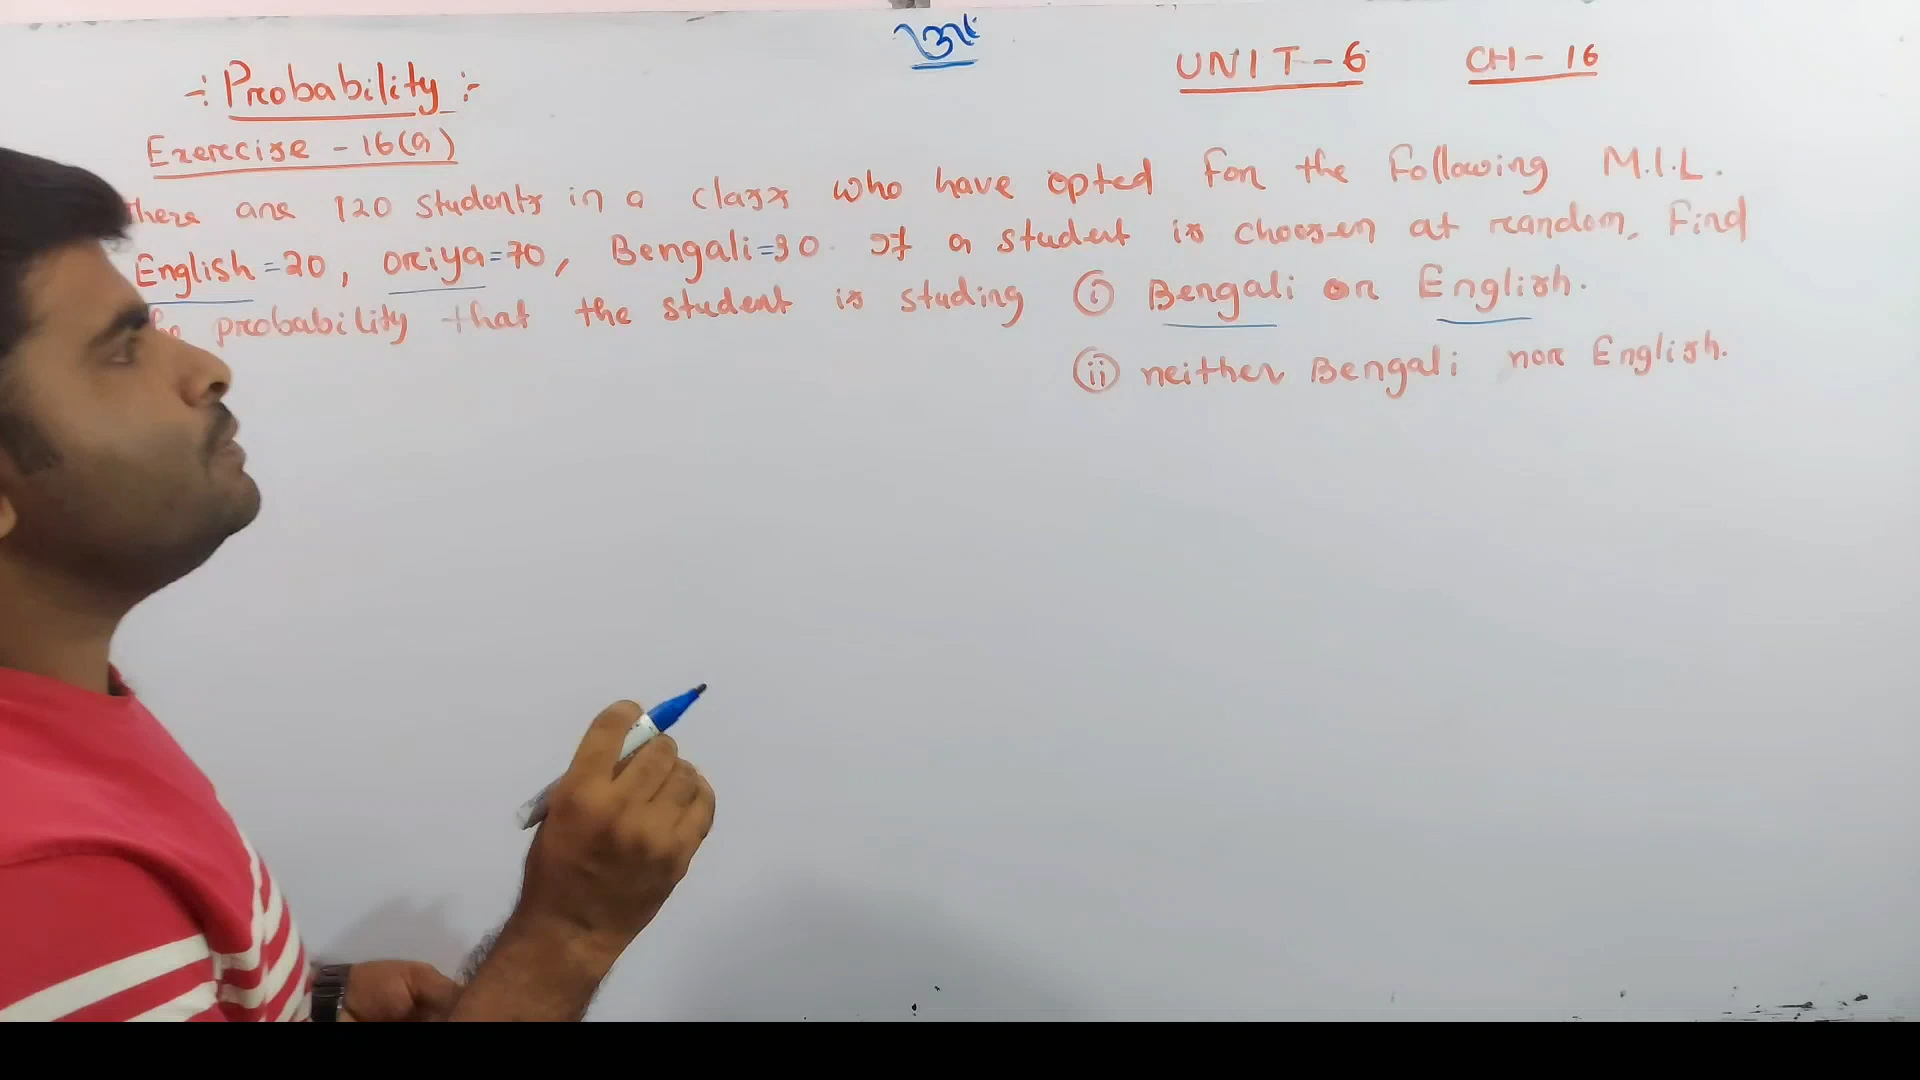 ଓଁ
UNIT-6 CH-16
-: Probability :-
Exercise - 16(a)
There are 120 students in a class who have opted for the following M.I.L.
English=20, Oriya=70, Bengali=30. If a student is choosen at random, Find
probability that the student is studing (i) Bengali or English.
(ii) neither Bengali nor English.